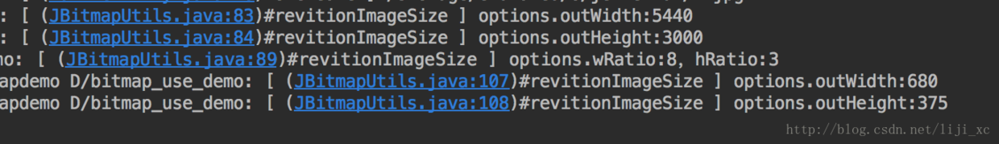 : [ (JBitmapUtils.java:83)#revitionImageSize ] options.outWidth:5440
: [ (JBitmapUtils.java:84)#revitionImageSize ] options.outHeight:3000
mo: [ (JBitmapUtils.java:89)#revitionImageSize ] options.wRatio:8, hRatio:3
apdemo D/bitmap_use_demo: [ (JBitmapUtils.java:107)#revitionImageSize ] options.outWidth:680
apdemo D/bitmap_use_demo: [ (JBitmapUtils.java:108)#revitionImageSize ] options.outHeight:375
http://blog.csdn.net/liji_xc